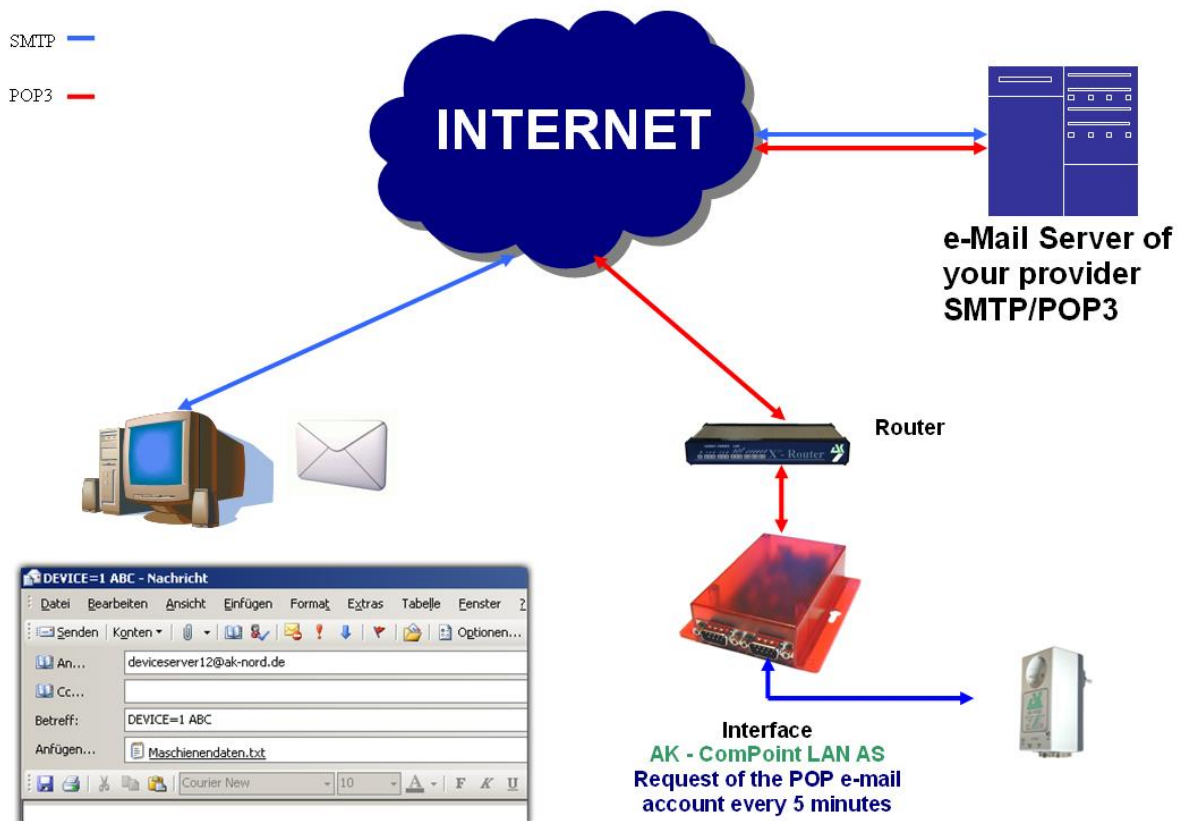 SMTP
POP3
INTERNET
e-Mail Server of
your provider
SMTP/POP3
Router
X - Router
DEVICE=1 ABC - Nachricht
Datei Bearbeiten Ansicht Einfügen Format Extras Tabelle Fenster ?
Senden Konten Optionen...
An... deviceserver12@ak-nord.de
Cc...
Betreff: DEVICE=1 ABC
Anfügen... Maschienendaten.txt
Courier New 10 A F K U
Interface
AK - ComPoint LAN AS
Request of the POP e-mail
account every 5 minutes